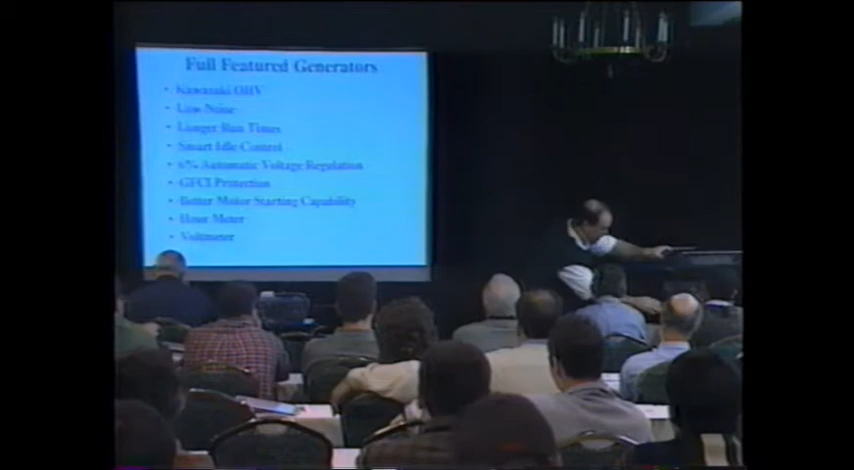 Full Featured Generators
• Kawasaki OHV
• Low Noise
• Longer Run Times
• Smart Idle Control
• 6% Automatic Voltage Regulation
• GFCI Protection
• Better Motor Starting Capability
• Hour Meter
• Voltmeter